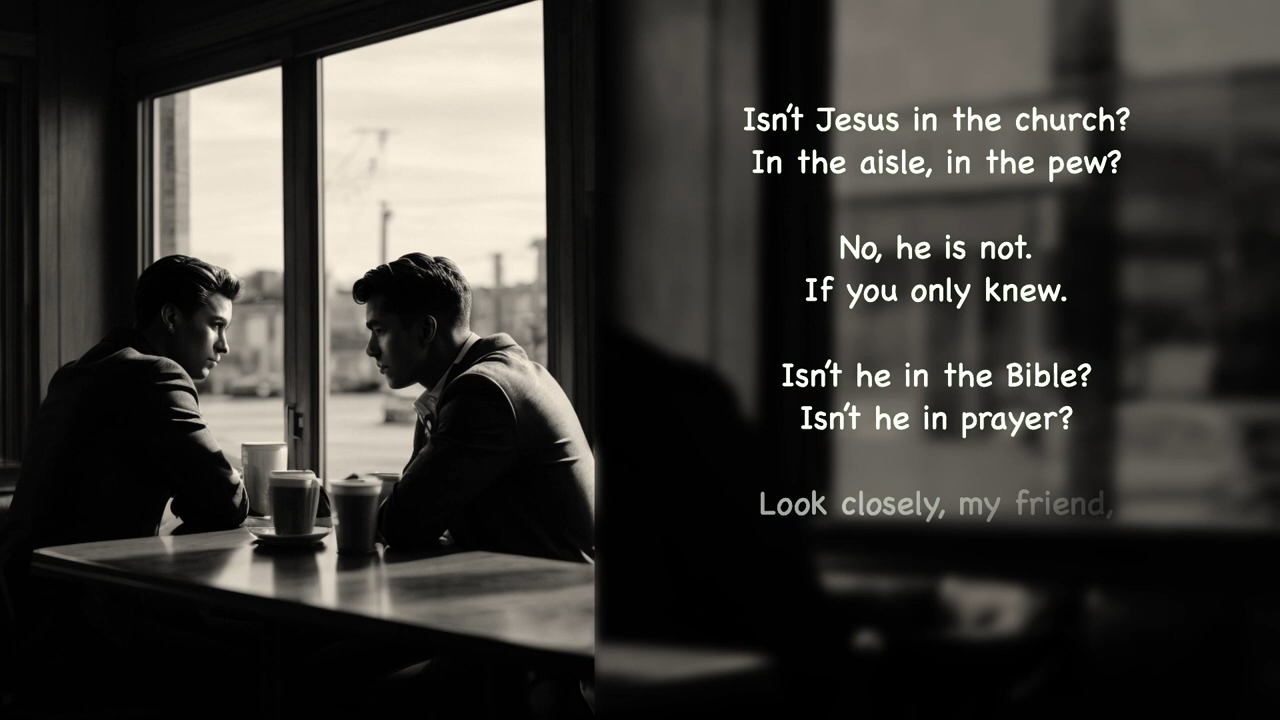 Isn't Jesus in the church?
In the aisle, in the pew?
No, he is not.
If you only knew.
Isn't he in the Bible?
Isn't he in prayer?
Look closely, my friend,